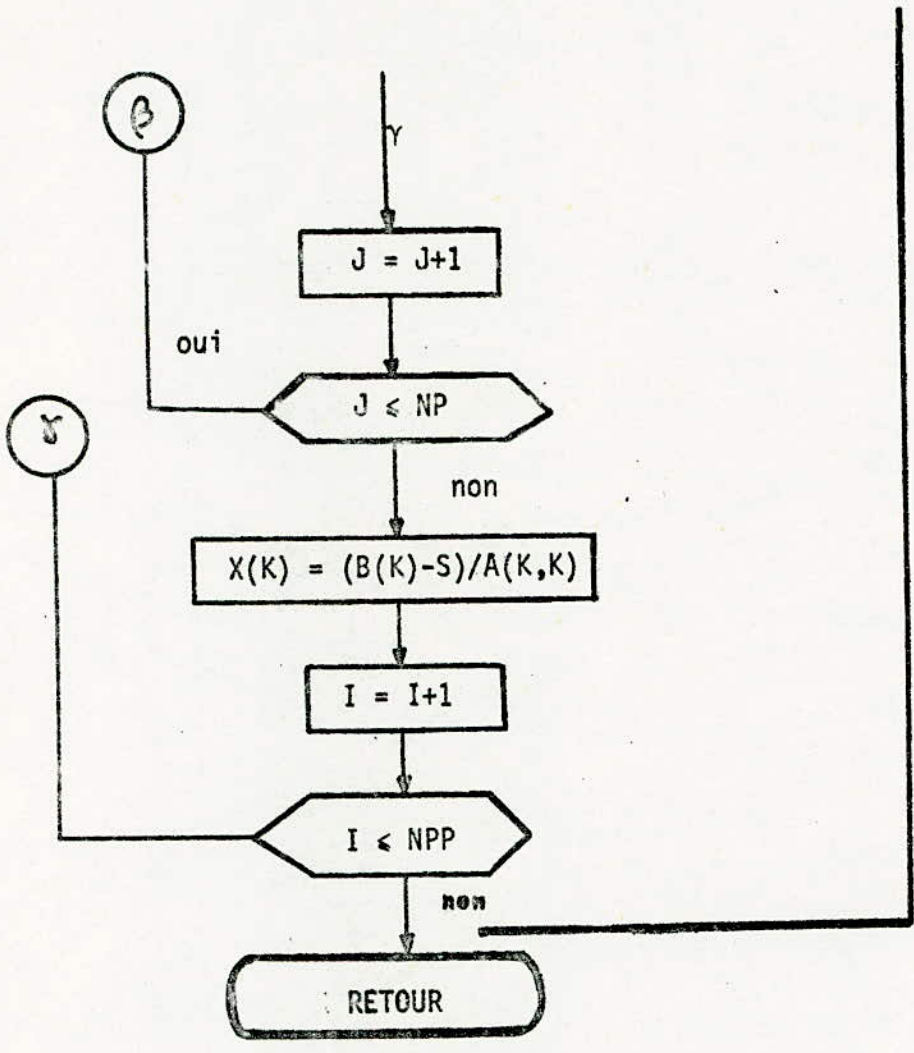 β
γ
J = J+1
oui
J ⩽ NP
γ
non
X(K) = (B(K)-S)/A(K,K)
I = I+1
I ⩽ NPP
non
RETOUR